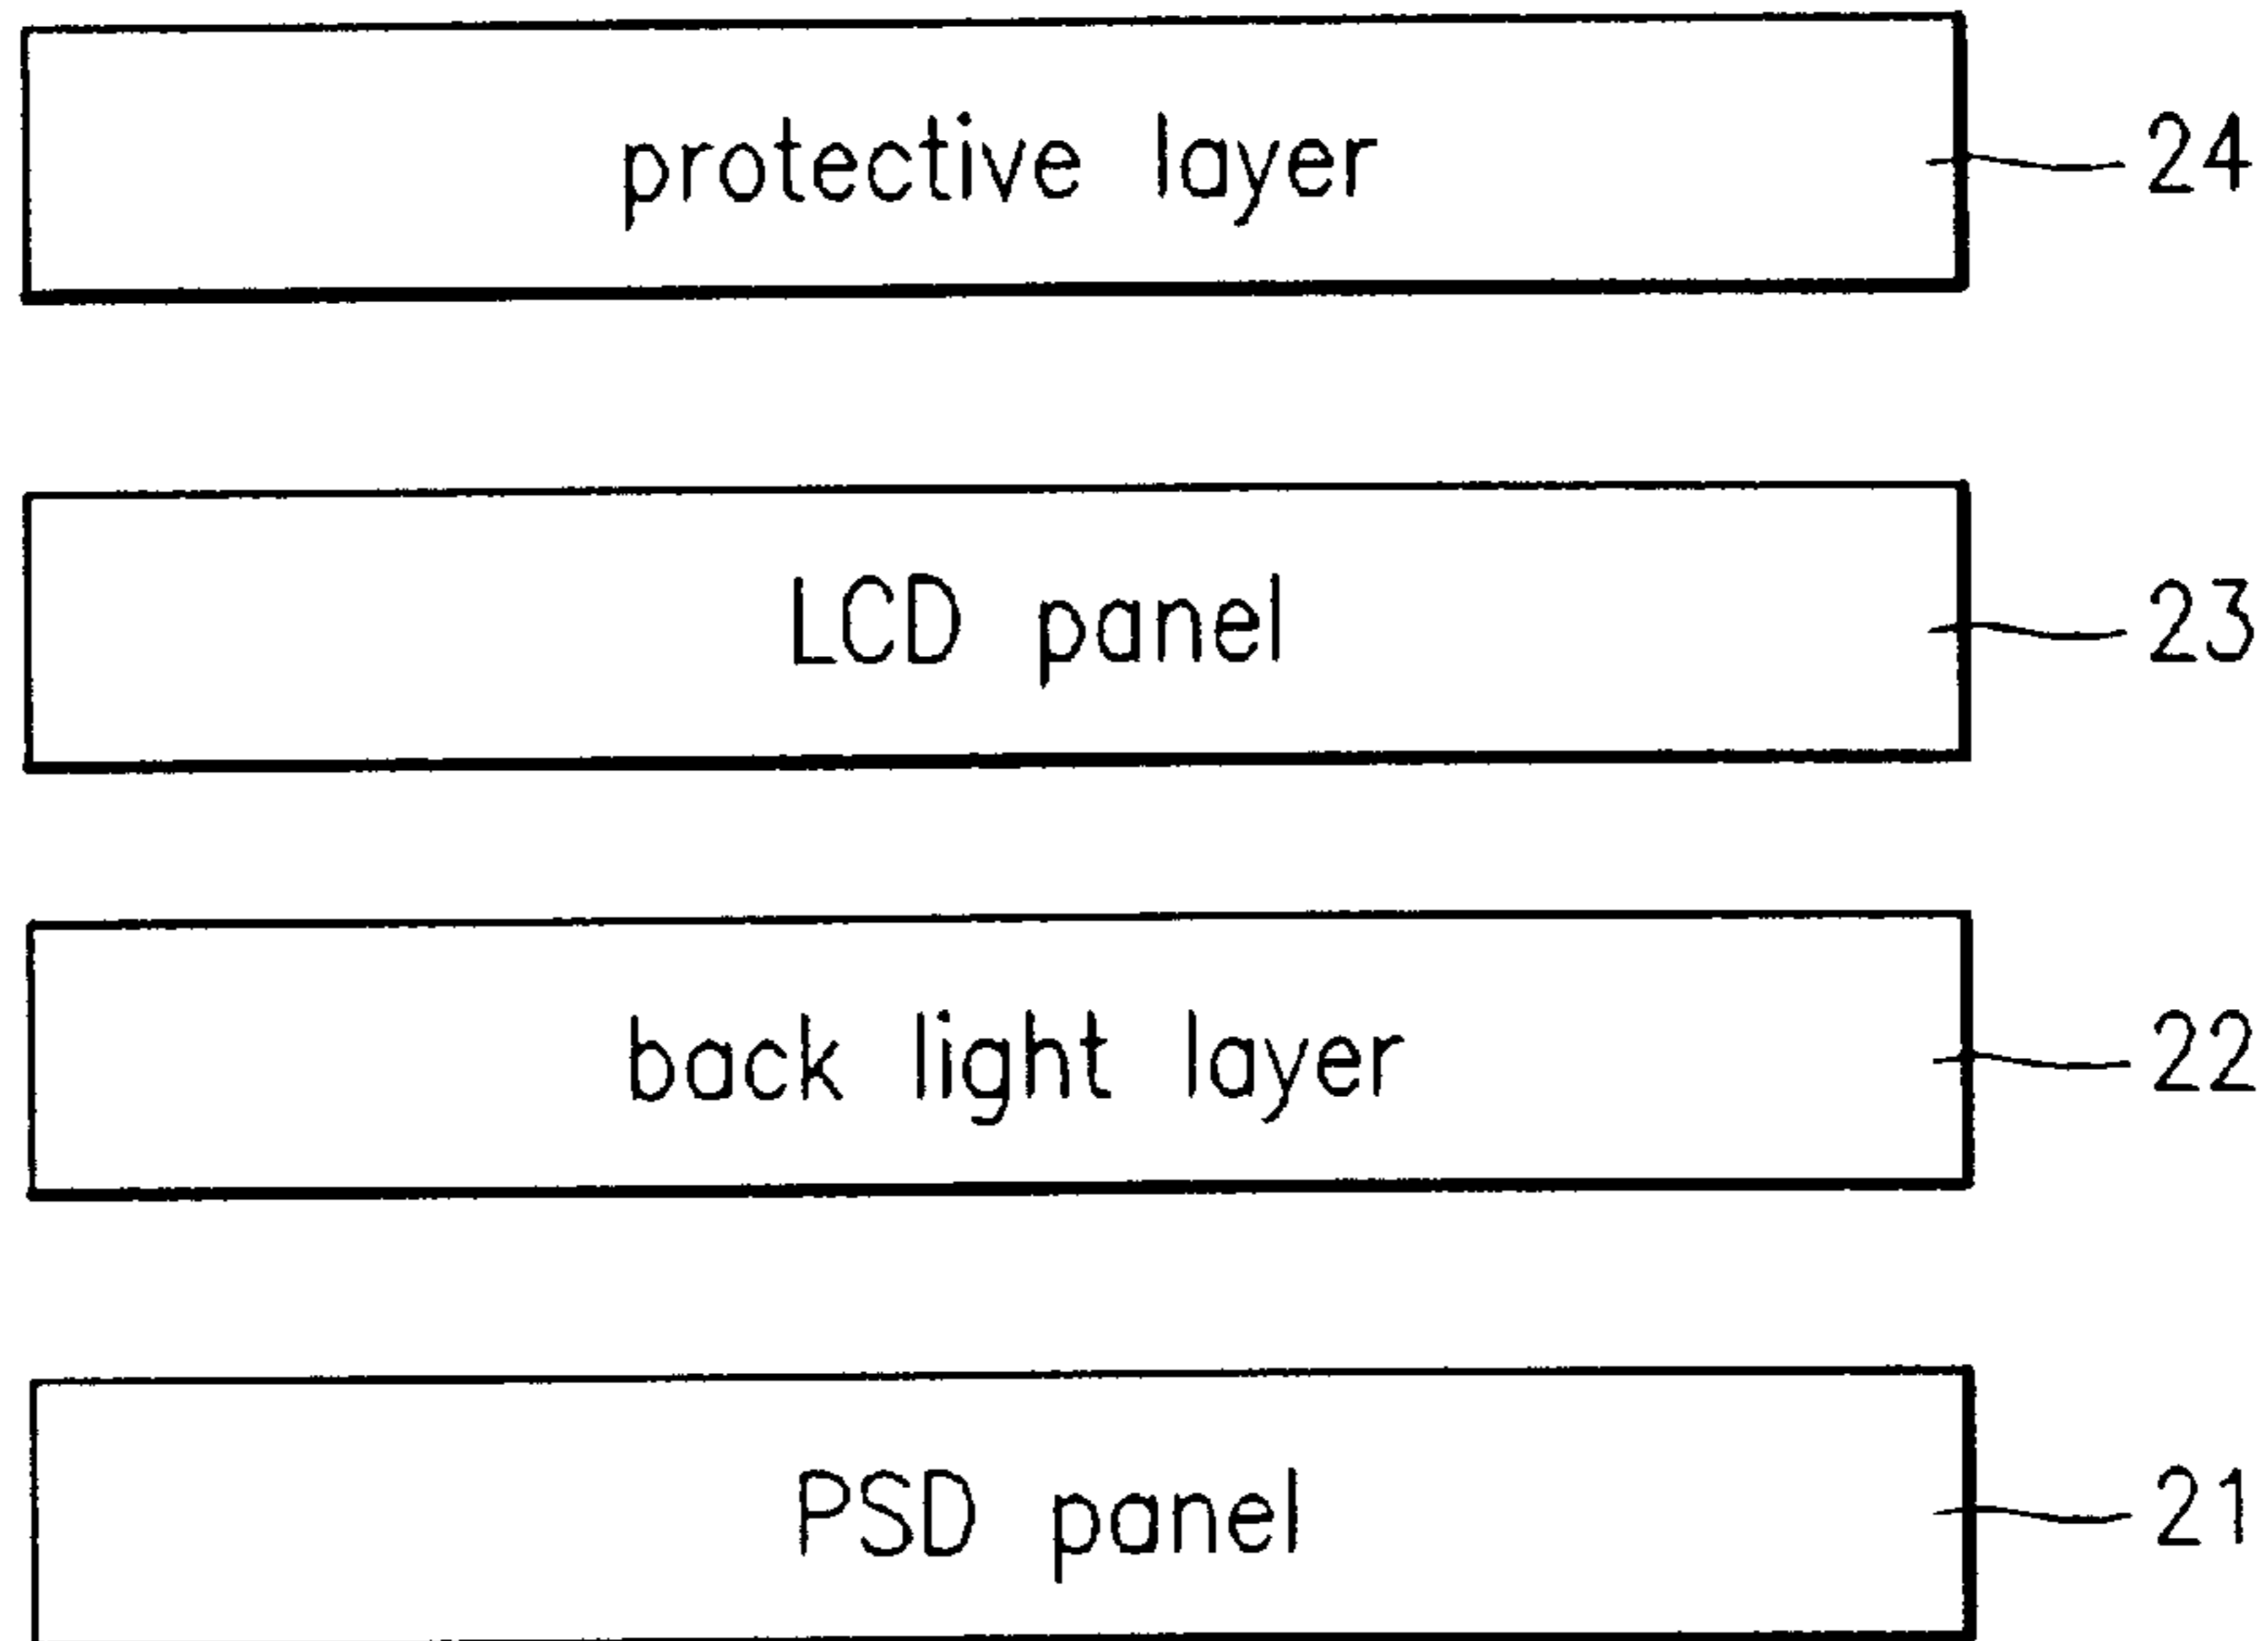 protective layer 24
LCD panel 23
back light layer 22
PSD panel 21